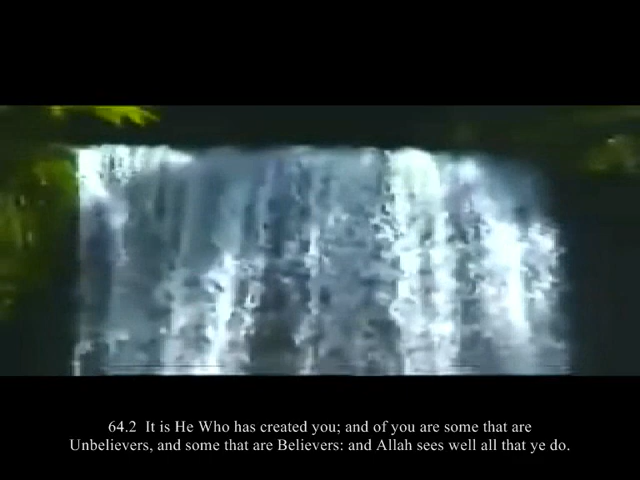 64.2 It is He Who has created you; and of you are some that are
Unbelievers, and some that are Believers: and Allah sees well all that ye do.